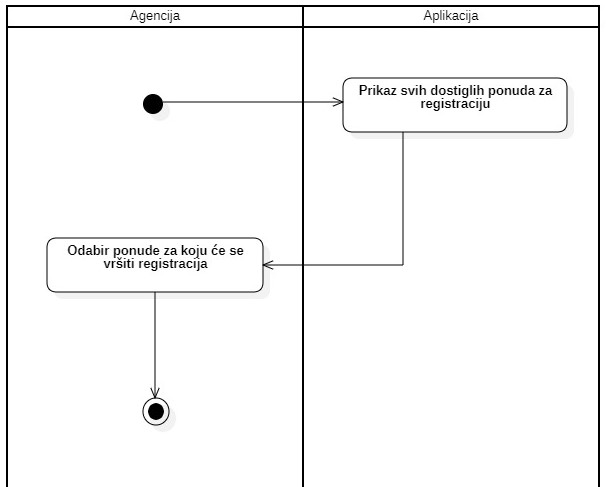 Agencija
Aplikacija
Prikaz svih dostiglih ponuda za
registraciju
Odabir ponude za koju će se
vršiti registracija